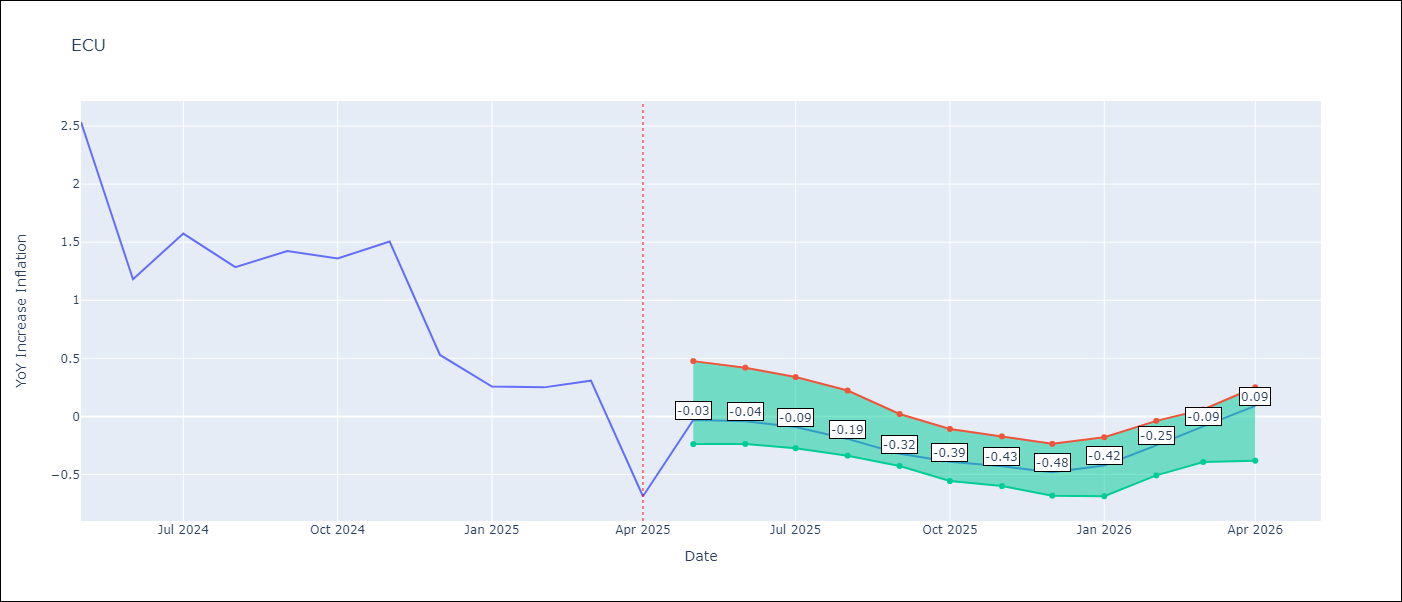 ECU
YoY Increase Inflation
2.5
2
1.5
1
0.5
0
−0.5
-0.03
-0.04
-0.09
-0.19
-0.32
-0.39
-0.43
-0.48
-0.42
-0.25
-0.09
0.09
Jul 2024
Oct 2024
Jan 2025
Apr 2025
Jul 2025
Oct 2025
Jan 2026
Apr 2026
Date